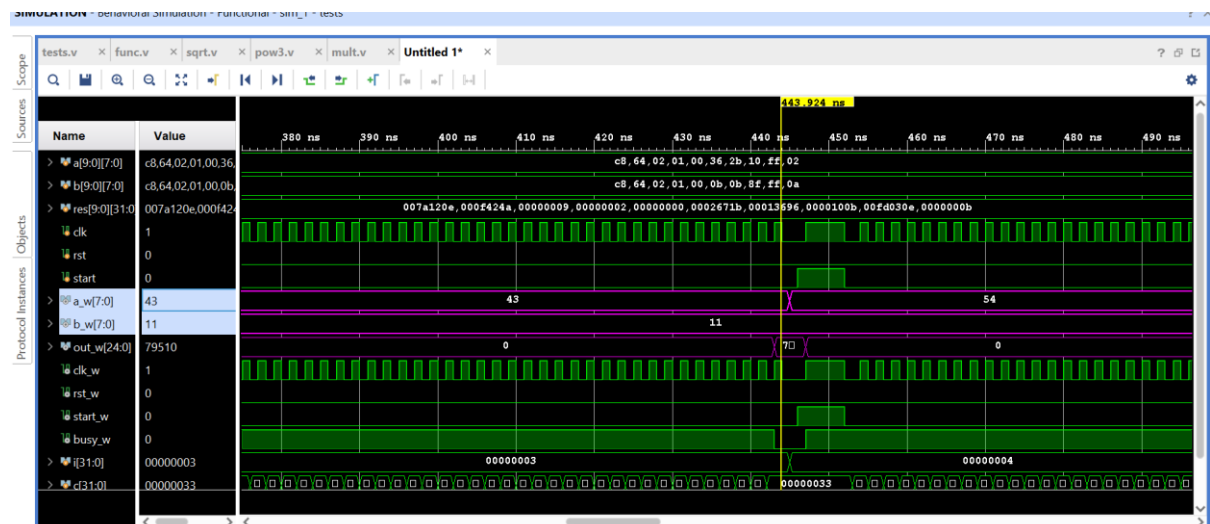 SIMULATION - Behavioral Simulation - Functional - sim_1 - tests ? ×
tests.v × func.v × sqrt.v × pow3.v × mult.v × Untitled 1* × ?
Scope
Sources
Objects
Protocol Instances
443.924 ns
Name Value 380 ns 390 ns 400 ns 410 ns 420 ns 430 ns 440 ns 450 ns 460 ns 470 ns 480 ns 490 ns
a[9:0][7:0] c8,64,02,01,00,36, c8,64,02,01,00,36,2b,10,ff,02
b[9:0][7:0] c8,64,02,01,00,0b, c8,64,02,01,00,0b,0b,8f,ff,0a
res[9:0][31:0 007a120e,000f424 007a120e,000f424a,00000009,00000002,00000000,0002671b,00013696,0000100b,00fd030e,0000000b
clk 1
rst 0
start 0
a_w[7:0] 43 43 54
b_w[7:0] 11 11
out_w[24:0] 79510 0 7 0
clk_w 1
rst_w 0
start_w 0
busy_w 0
i[31:0] 00000003 00000003 00000004
c[31:0] 00000033 00000033